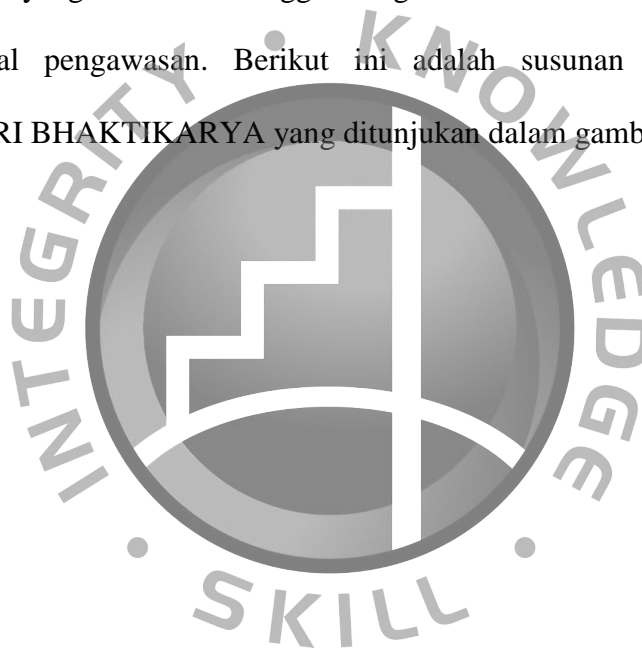 al pengawasan. Berikut ini adalah susunan
RI BHAKTIKARYA yang ditunjukan dalam gamb
INTEGRITY • KNOWLEDGE • SKILL •